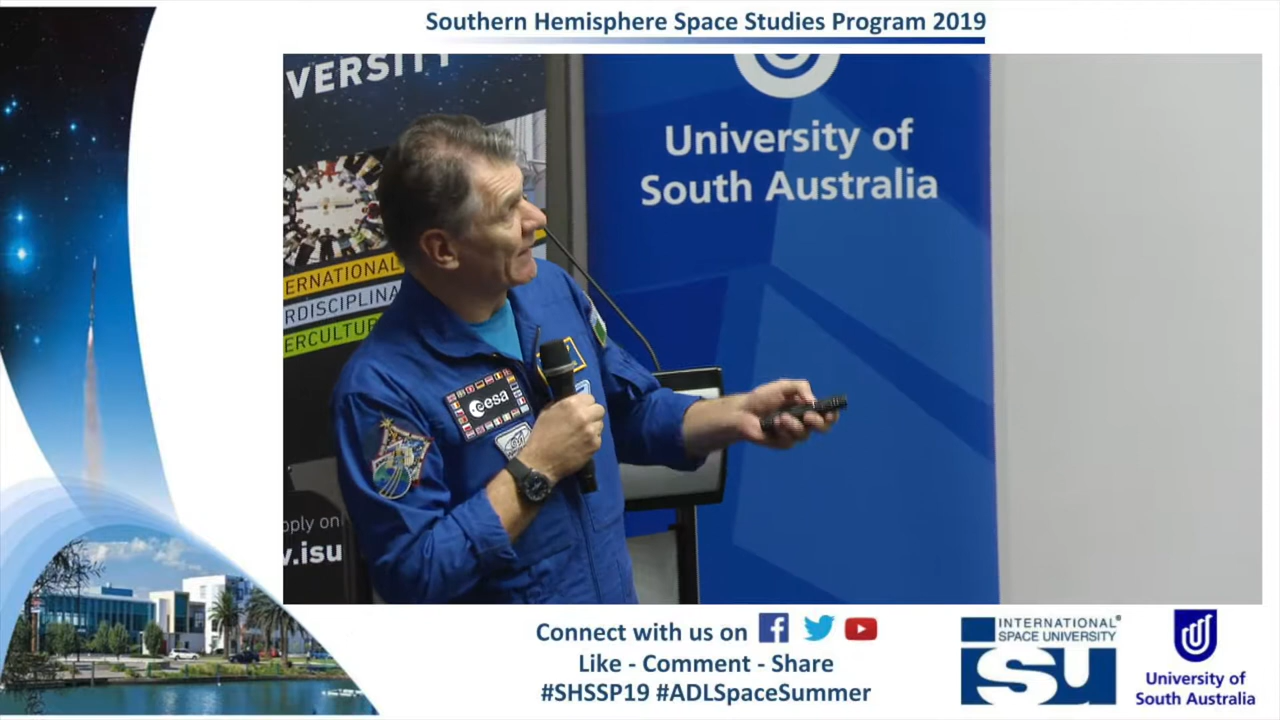 Southern Hemisphere Space Studies Program 2019
VERSITY
University of
South Australia
ERNATIONAL
RDISCIPLINA
ERCULTU
esa
pply on
v.isu
Connect with us on
Like - Comment - Share
#SHSSP19 #ADLSpaceSummer
INTERNATIONAL®
SPACE UNIVERSITY
ISU
University of
South Australia